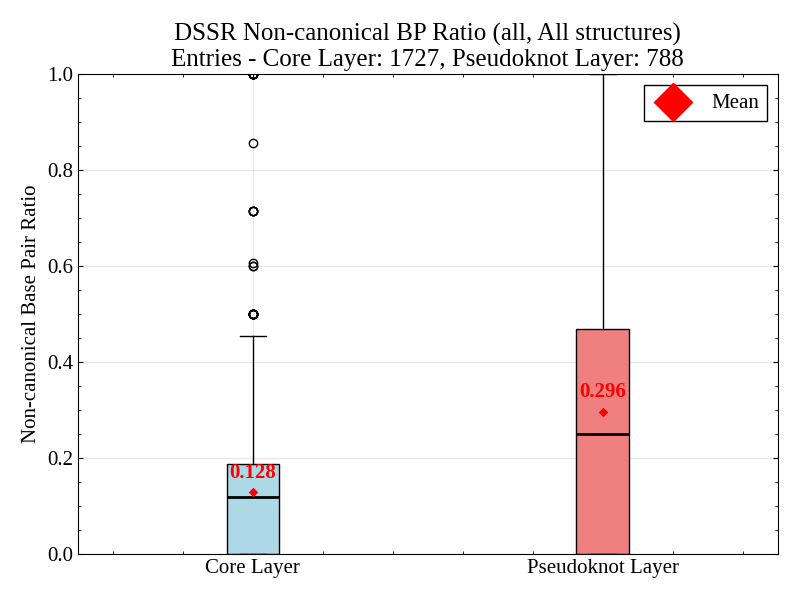 DSSR Non-canonical BP Ratio (all, All structures)
Entries - Core Layer: 1727, Pseudoknot Layer: 788
Mean
Non-canonical Base Pair Ratio
1.0
0.8
0.6
0.4
0.2
0.0
0.128
0.296
Core Layer
Pseudoknot Layer